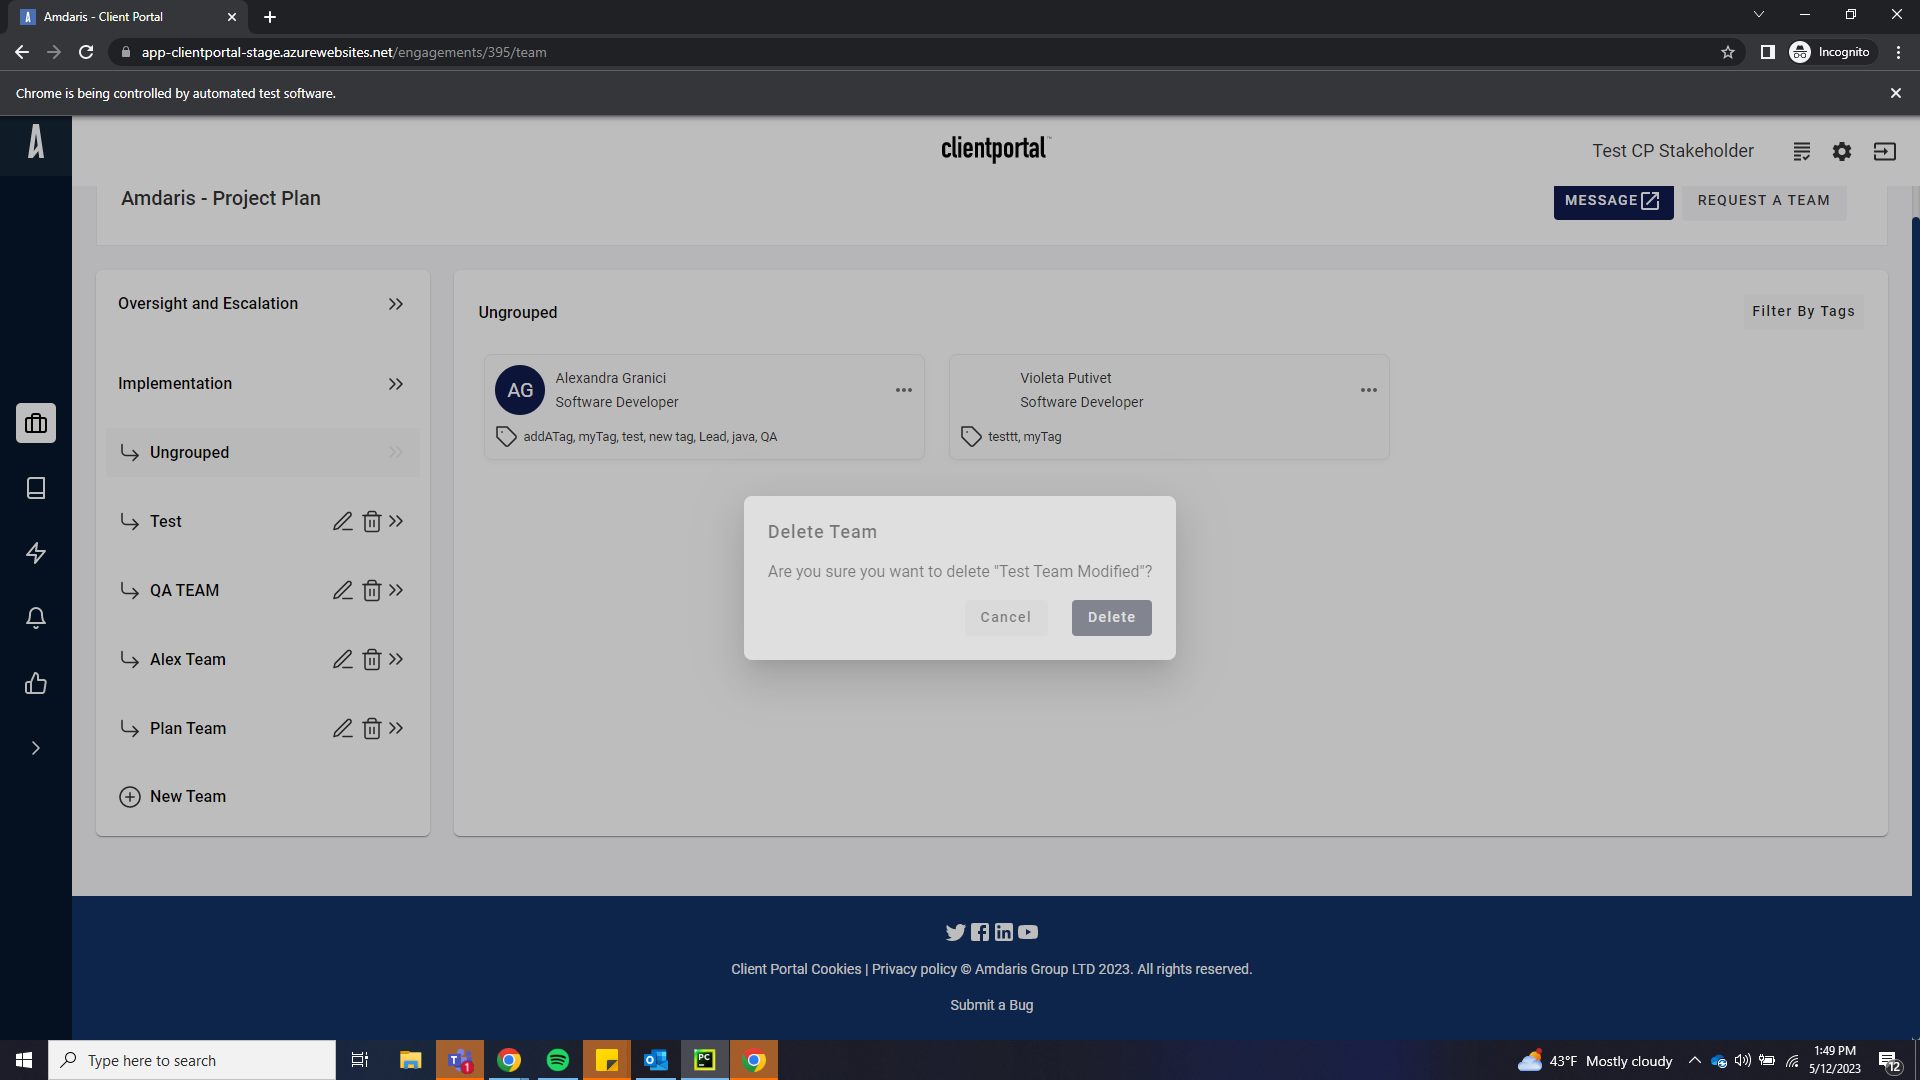 Amdaris - Client Portal
app-clientportal-stage.azurewebsites.net/engagements/395/team
Incognito
Chrome is being controlled by automated test software.
clientportal™
Test CP Stakeholder
Amdaris - Project Plan
MESSAGE
REQUEST A TEAM
Oversight and Escalation
Implementation
Ungrouped
Test
QA TEAM
Alex Team
Plan Team
New Team
Ungrouped
Filter By Tags
AG
Alexandra Granici
Software Developer
addATag, myTag, test, new tag, Lead, java, QA
Violeta Putivet
Software Developer
testtt, myTag
Delete Team
Are you sure you want to delete "Test Team Modified"?
Cancel
Delete
Client Portal Cookies | Privacy policy © Amdaris Group LTD 2023. All rights reserved.
Submit a Bug
Type here to search
1
PC
43°F Mostly cloudy
1:49 PM
5/12/2023
12